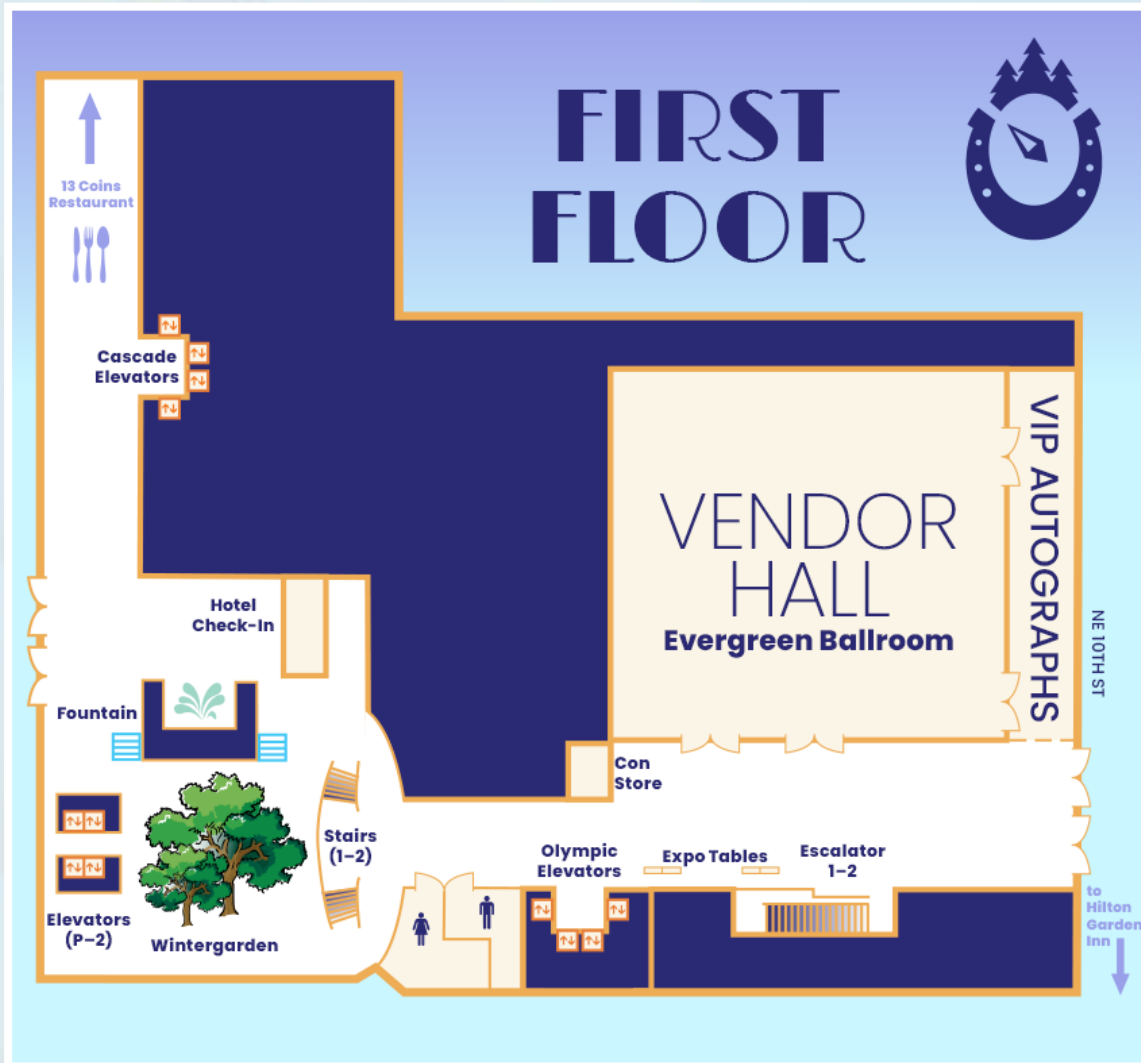 FIRST
FLOOR
13 Coins
Restaurant
Cascade
Elevators
VENDOR
HALL
Evergreen Ballroom
VIP AUTOGRAPHS
NE 10TH ST
Hotel
Check-In
Fountain
Con
Store
Stairs
(1–2)
Olympic
Elevators
Expo Tables
Escalator
1–2
Elevators
(P–2)
Wintergarden
to
Hilton
Garden
Inn